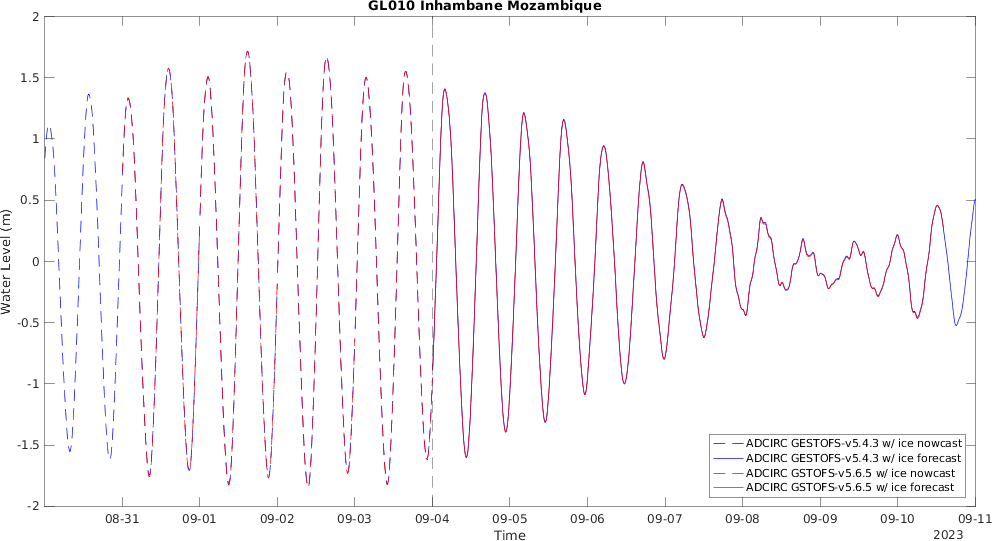 GL010 Inhambane Mozambique
2
1.5
1
0.5
0
-0.5
-1
-1.5
-2
Water Level (m)
08-31 09-01 09-02 09-03 09-04 09-05 09-06 09-07 09-08 09-09 09-10 09-11
Time
2023
ADCIRC GESTOFS-v5.4.3 w/ ice nowcast
ADCIRC GESTOFS-v5.4.3 w/ ice forecast
ADCIRC GSTOFS-v5.6.5 w/ ice nowcast
ADCIRC GSTOFS-v5.6.5 w/ ice forecast